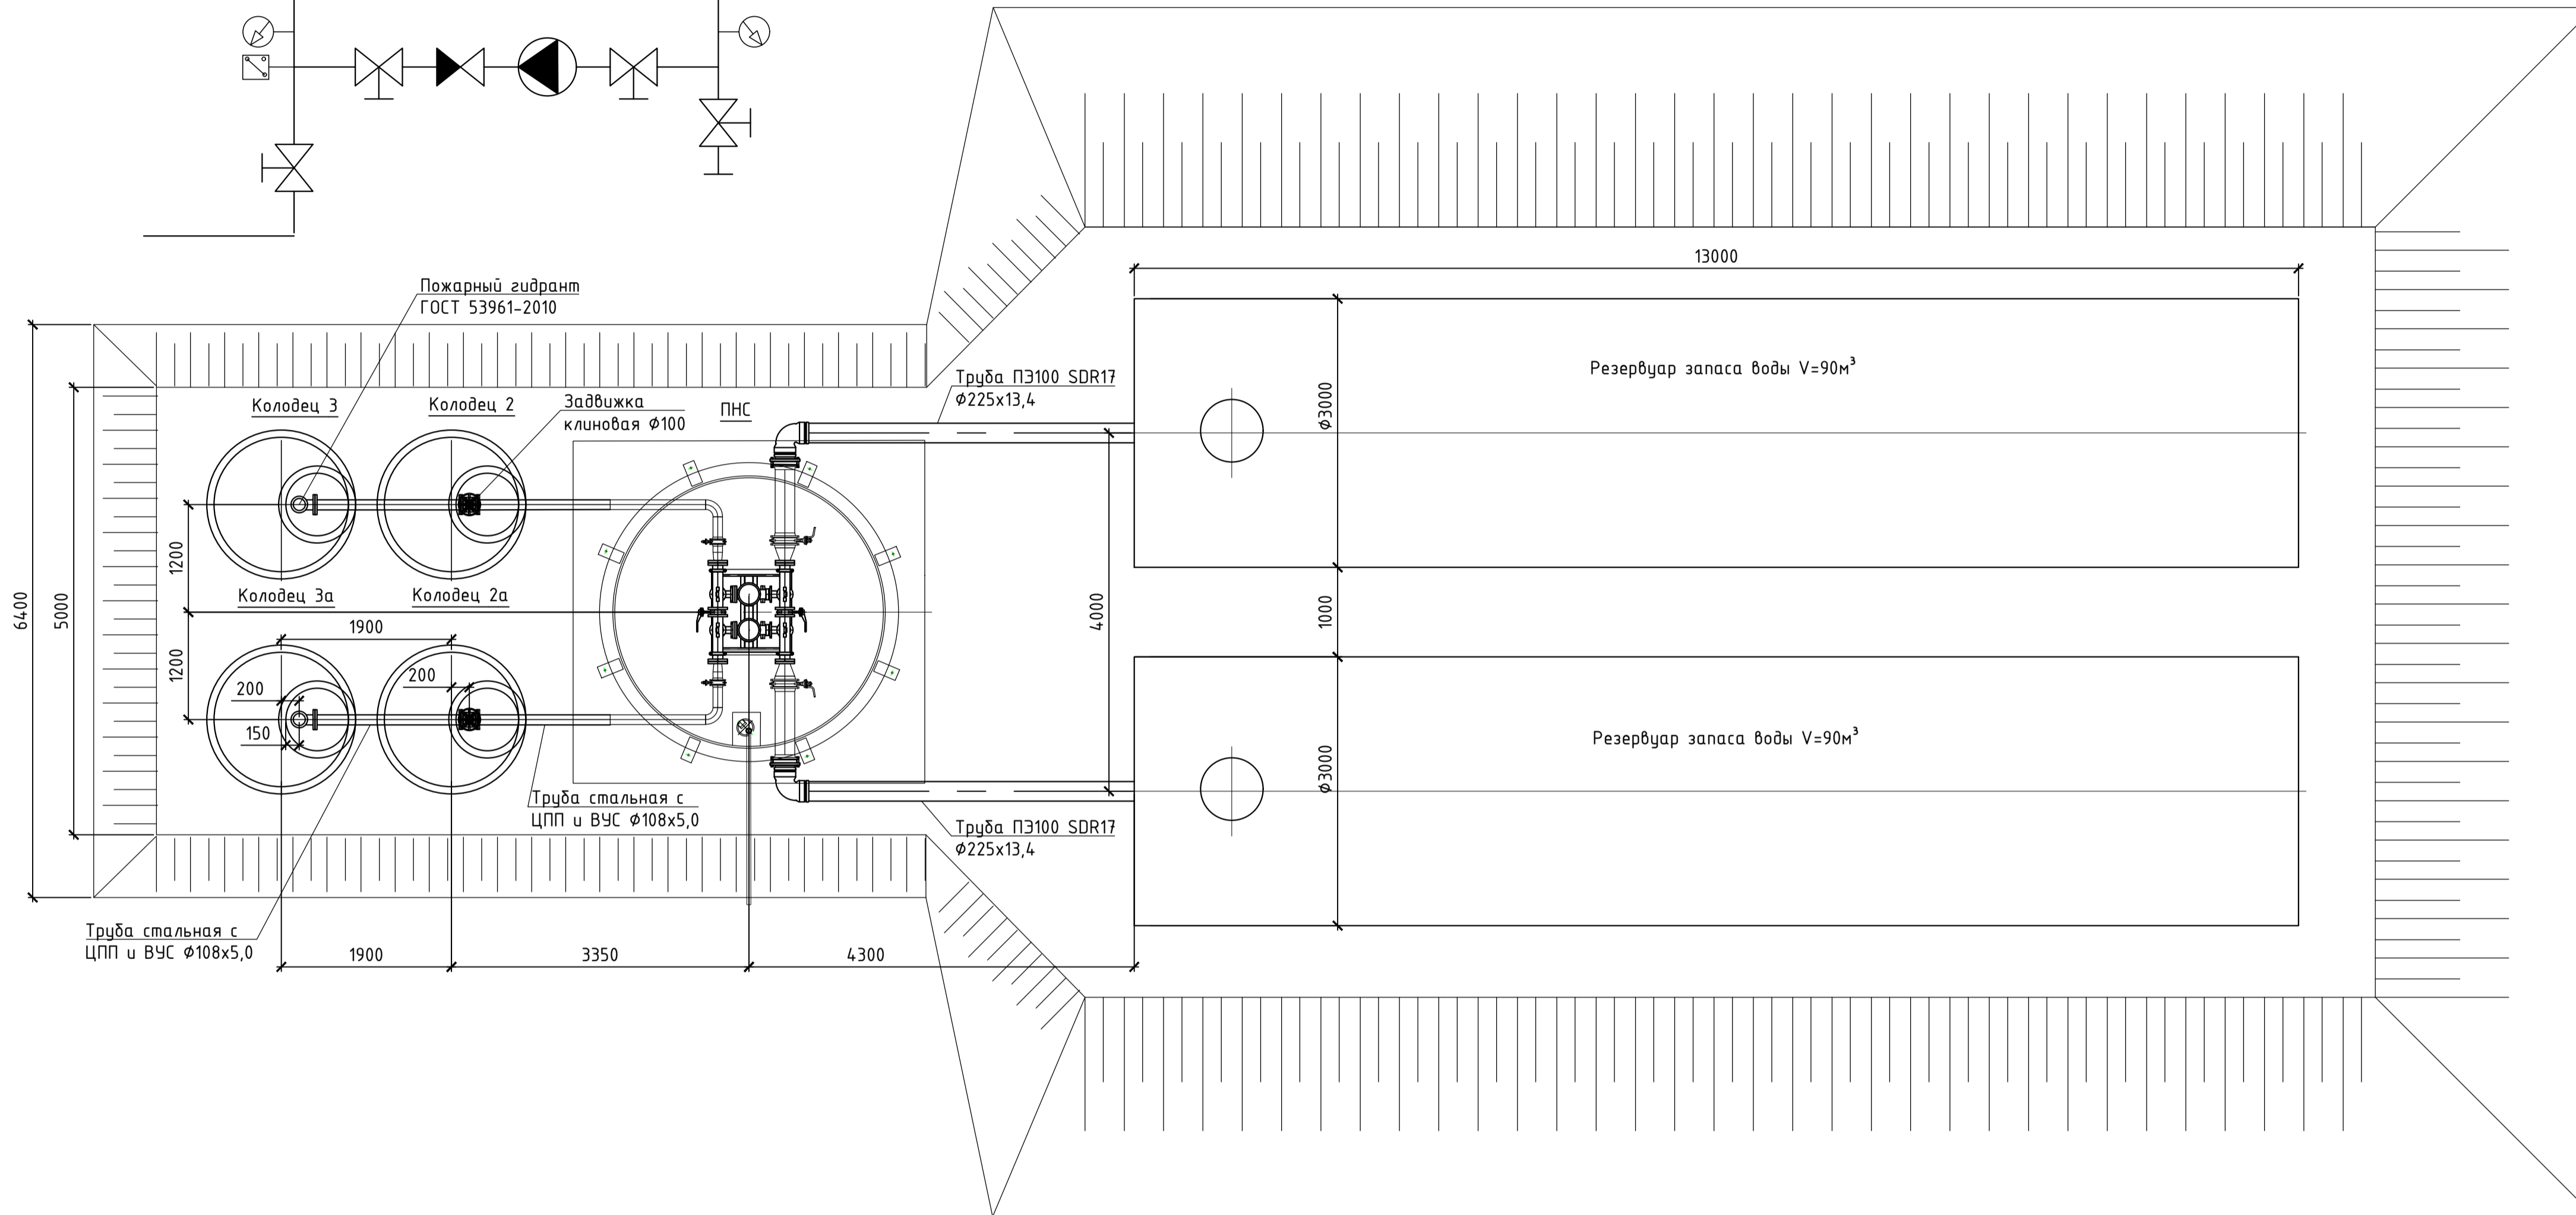 13000
Пожарный гидрант
ГОСТ 53961-2010
Резервуар запаса воды V=90м³
Труба ПЭ100 SDR17
Ф225х13,4
Колодец 3
Колодец 2
Задвижка
клиновая Ф100
ПНС
Ф3000
1200
6400
5000
Колодец 3а
Колодец 2а
4000
1000
1900
1200
200
200
150
Резервуар запаса воды V=90м³
Ф3000
Труба стальная с
ЦПП и ВУС Ф108х5,0
Труба ПЭ100 SDR17
Ф225х13,4
Труба стальная с
ЦПП и ВУС Ф108х5,0
1900
3350
4300